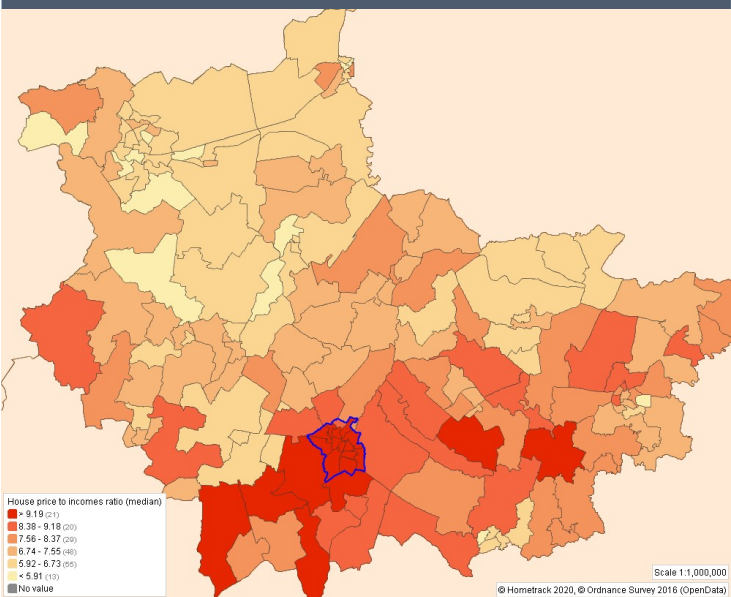 House price to incomes ratio (median)
> 9.19 (21)
8.38 - 9.18 (20)
7.56 - 8.37 (29)
6.74 - 7.55 (48)
5.92 - 6.73 (55)
< 5.91 (13)
No value
Scale 1:1,000,000
© Hometrack 2020, © Ordnance Survey 2016 (OpenData)